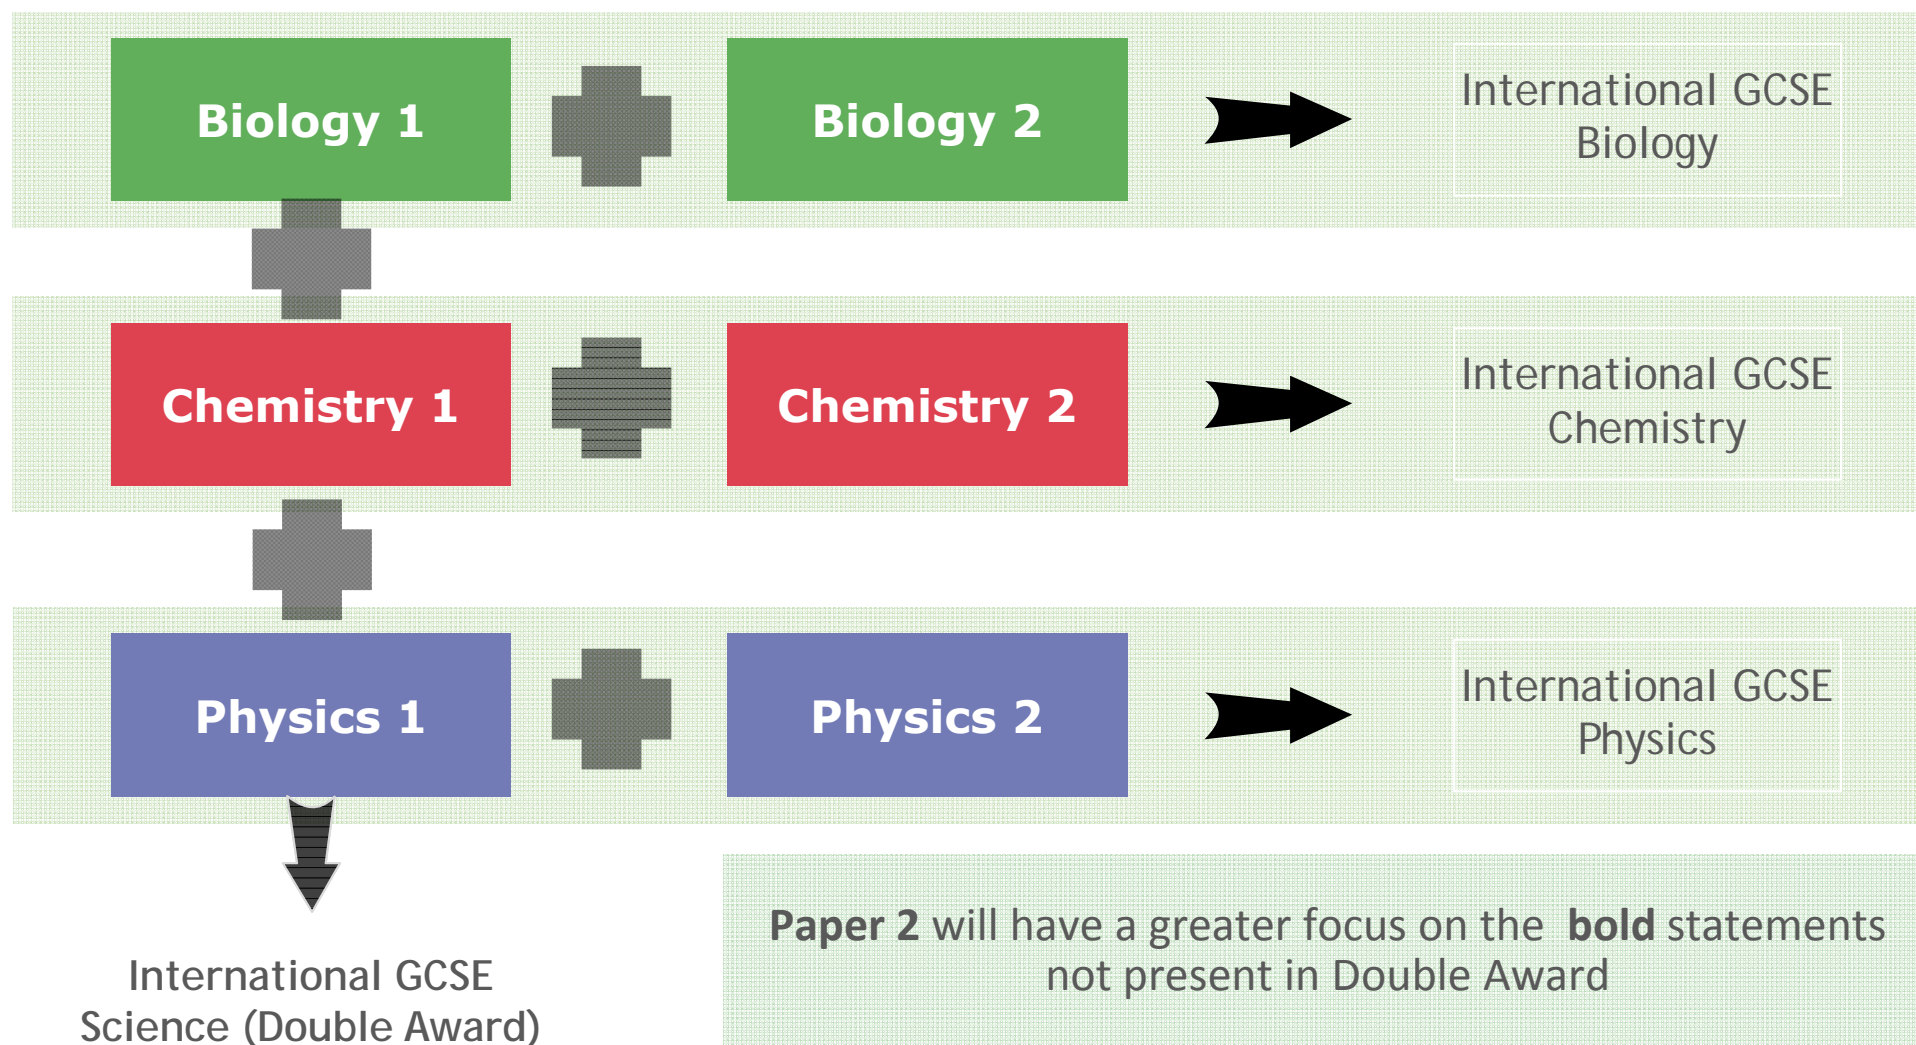 Biology 1
Biology 2
International GCSE
Biology
Chemistry 1
Chemistry 2
International GCSE
Chemistry
Physics 1
Physics 2
International GCSE
Physics
International GCSE
Science (Double Award)
Paper 2 will have a greater focus on the bold statements
not present in Double Award